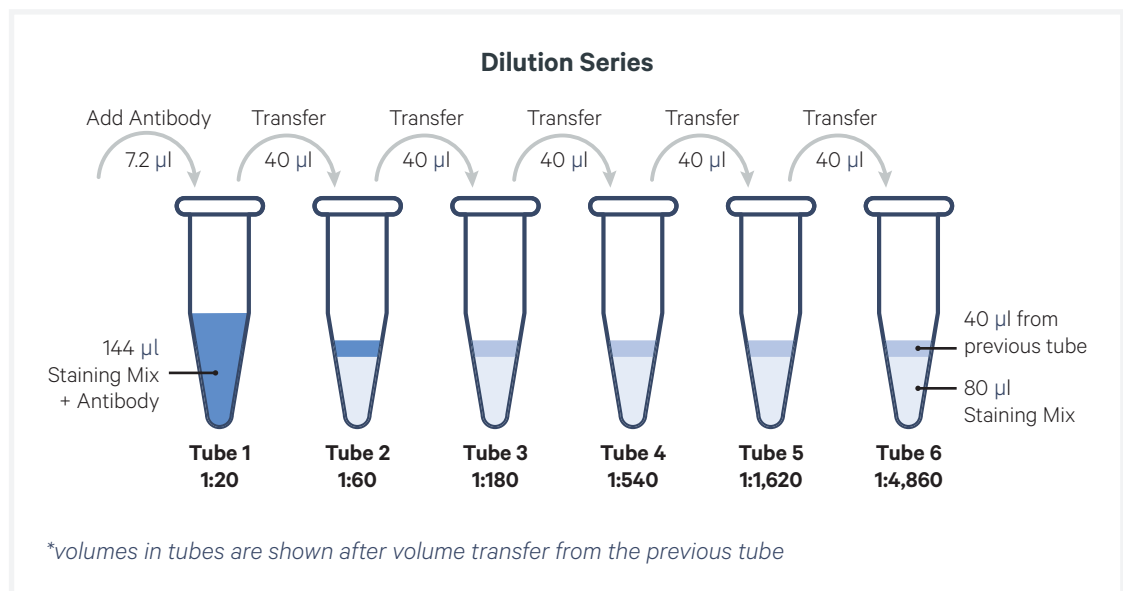 Dilution Series
Add Antibody
Transfer
Transfer
Transfer
Transfer
Transfer
7.2 µl
40 µl
40 µl
40 µl
40 µl
40 µl
144 µl
Staining Mix
+ Antibody
40 µl from
previous tube
80 µl
Staining Mix
Tube 1
1:20
Tube 2
1:60
Tube 3
1:180
Tube 4
1:540
Tube 5
1:1,620
Tube 6
1:4,860
*volumes in tubes are shown after volume transfer from the previous tube